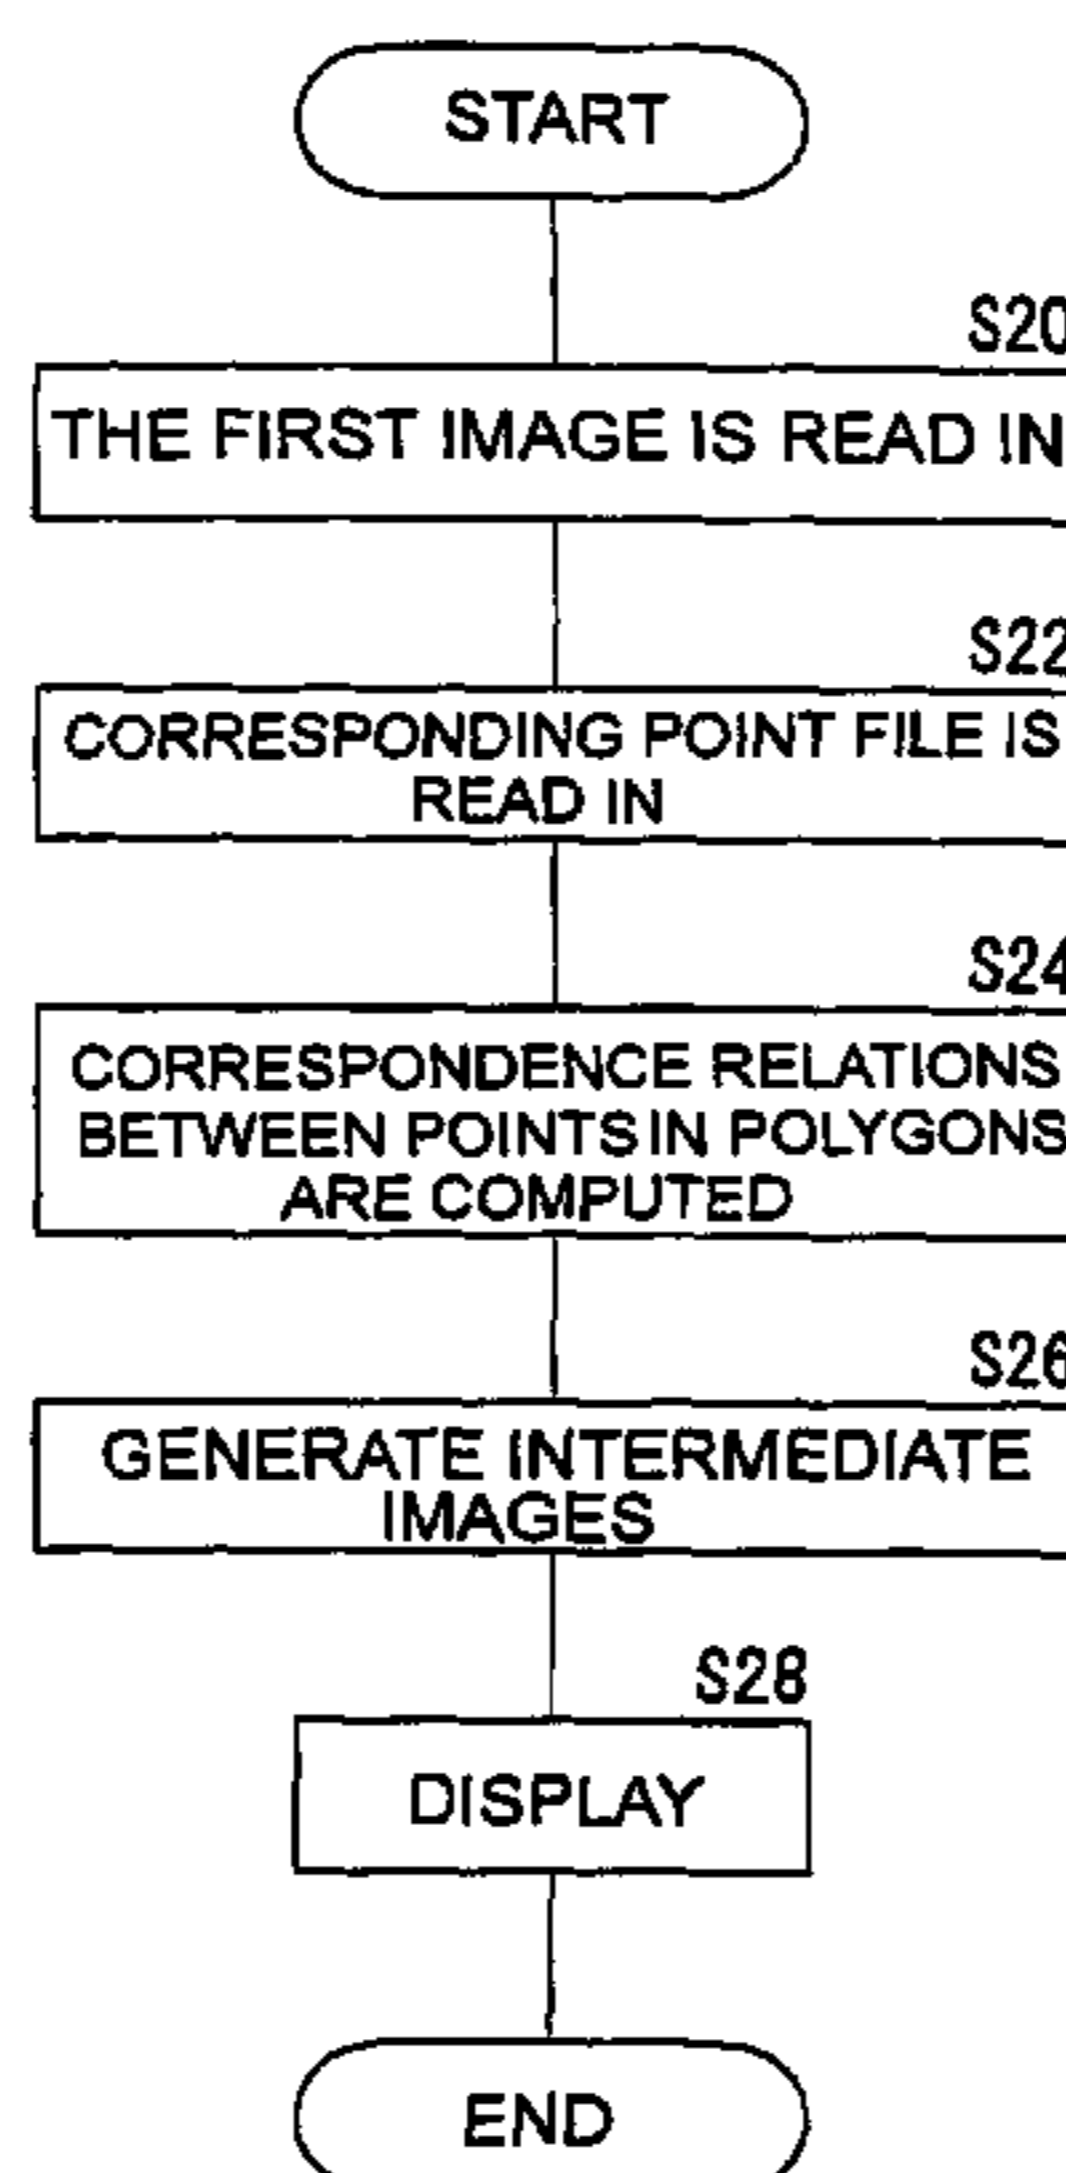 START
S20
THE FIRST IMAGE IS READ IN
S22
CORRESPONDING POINT FILE IS
READ IN
S24
CORRESPONDENCE RELATIONS
BETWEEN POINTS IN POLYGONS
ARE COMPUTED
S26
GENERATE INTERMEDIATE
IMAGES
S28
DISPLAY
END